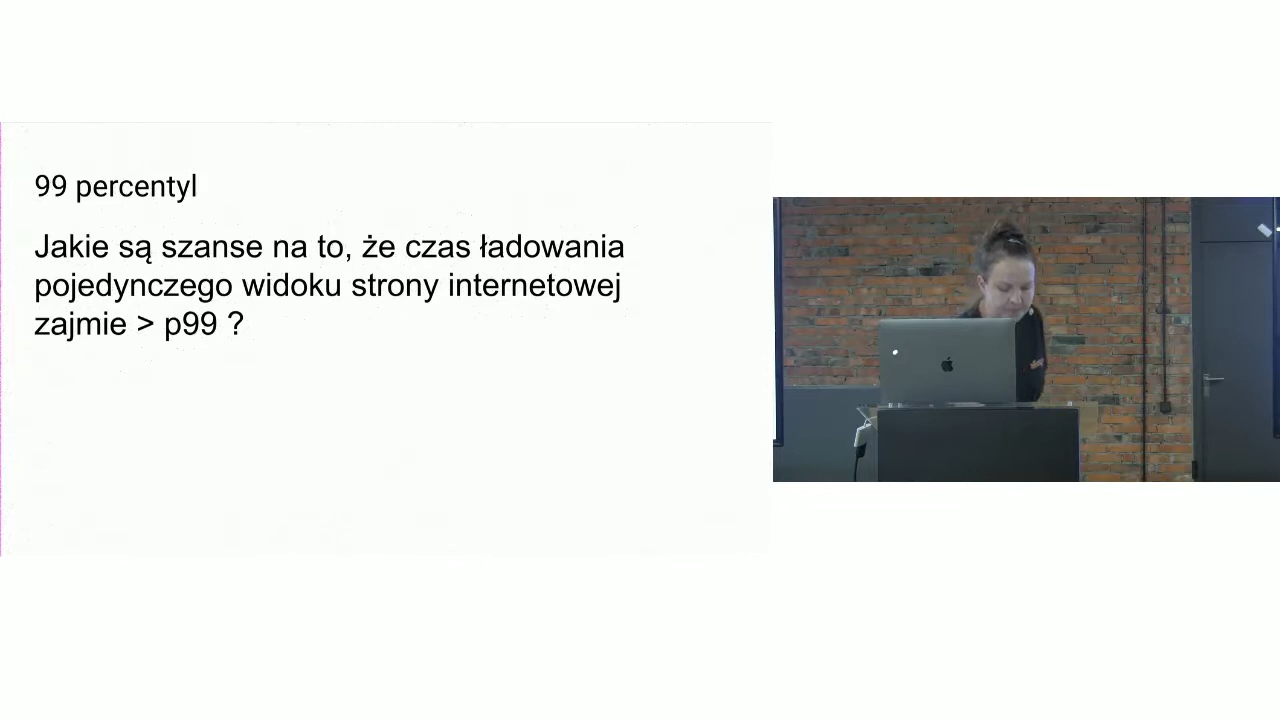 99 percentyl
Jakie są szanse na to, że czas ładowania
pojedynczego widoku strony internetowej
zajmie > p99 ?